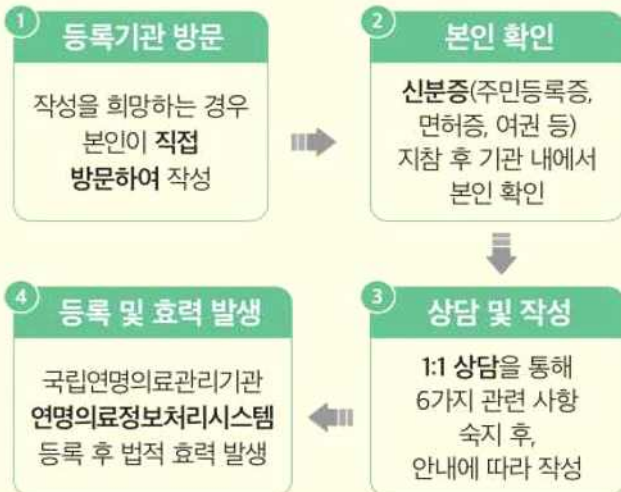 1
등록기관 방문
작성을 희망하는 경우
본인이 직접
방문하여 작성
2
본인 확인
신분증(주민등록증,
면허증, 여권 등)
지참 후 기관 내에서
본인 확인
3
상담 및 작성
1:1 상담을 통해
6가지 관련 사항
숙지 후,
안내에 따라 작성
4
등록 및 효력 발생
국립연명의료관리기관
연명의료정보처리시스템
등록 후 법적 효력 발생